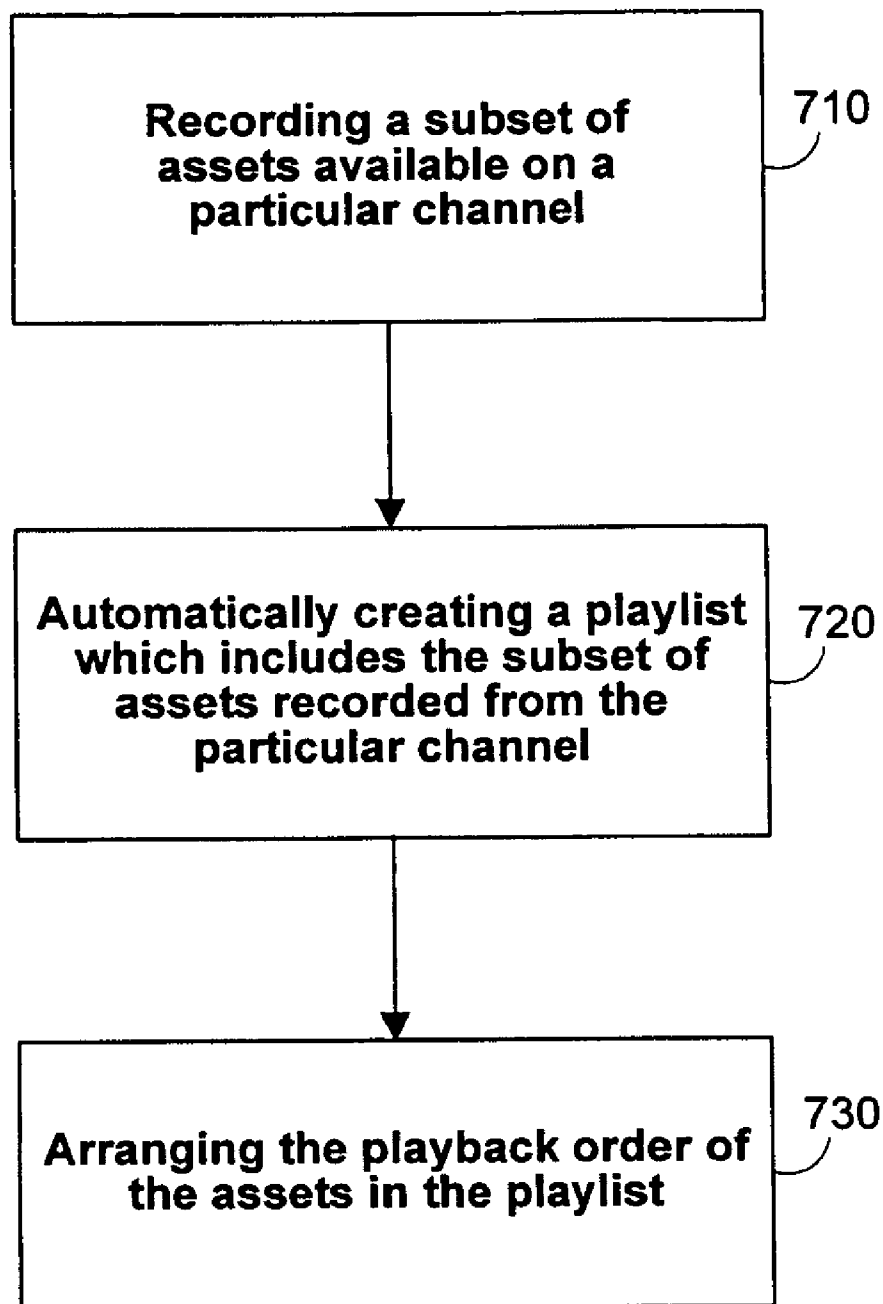 Recording a subset of
assets available on a
particular channel
710
Automatically creating a playlist
which includes the subset of
assets recorded from the
particular channel
720
Arranging the playback order of
the assets in the playlist
730